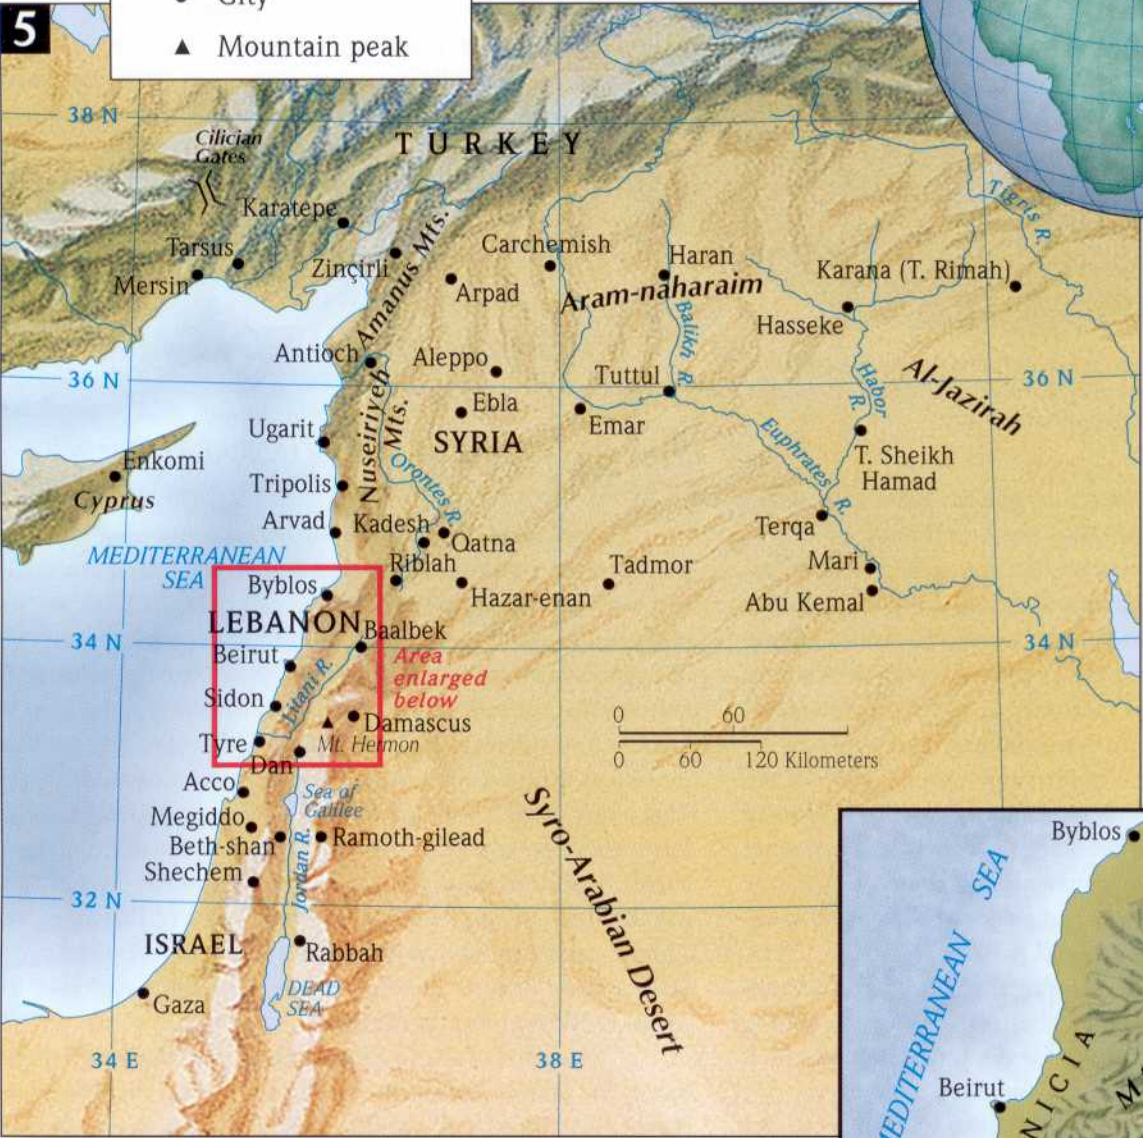 5
City
Mountain peak
38 N
Cilician
Gates
TURKEY
Tigris R.
Karatepe
Tarsus
Mersin
Zinçirli
Amanus Mts.
Carchemish
Arpad
Haran
Aram-naharaim
Karana (T. Rimah)
Hasseke
Balikh R.
Antioch
Aleppo
36 N
Tuttul
Habor
R.
Al-Jazirah
36 N
Ebla
Emar
Nuseiriyeh
Mts.
Ugarit
SYRIA
Euphrates R.
T. Sheikh
Hamad
Enkomi
Cyprus
Tripolis
Orontes R.
Arvad
Kadesh
Qatna
Terqa
MEDITERRANEAN
SEA
Riblah
Tadmor
Mari
Byblos
Hazar-enan
Abu Kemal
LEBANON
Baalbek
34 N
34 N
Beirut
Area
enlarged
below
Litani R.
Sidon
Damascus
0 60
Tyre
Mt. Hermon
0 60 120 Kilometers
Dan
Acco
Sea of
Galilee
Megiddo
Beth-shan
Ramoth-gilead
Shechem
Jordan R.
Syro-Arabian Desert
32 N
ISRAEL
Rabbah
DEAD
SEA
Gaza
34 E
38 E
Byblos
MEDITERRANEAN SEA
Beirut